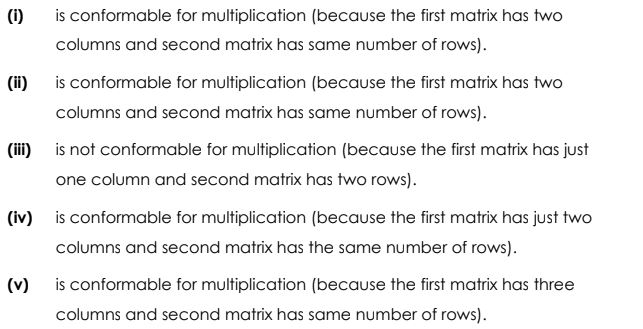 (i) is conformable for multiplication (because the first matrix has two
columns and second matrix has same number of rows).
(ii) is conformable for multiplication (because the first matrix has two
columns and second matrix has same number of rows).
(iii) is not conformable for multiplication (because the first matrix has just
one column and second matrix has two rows).
(iv) is conformable for multiplication (because the first matrix has just two
columns and second matrix has the same number of rows).
(v) is conformable for multiplication (because the first matrix has three
columns and second matrix has same number of rows).